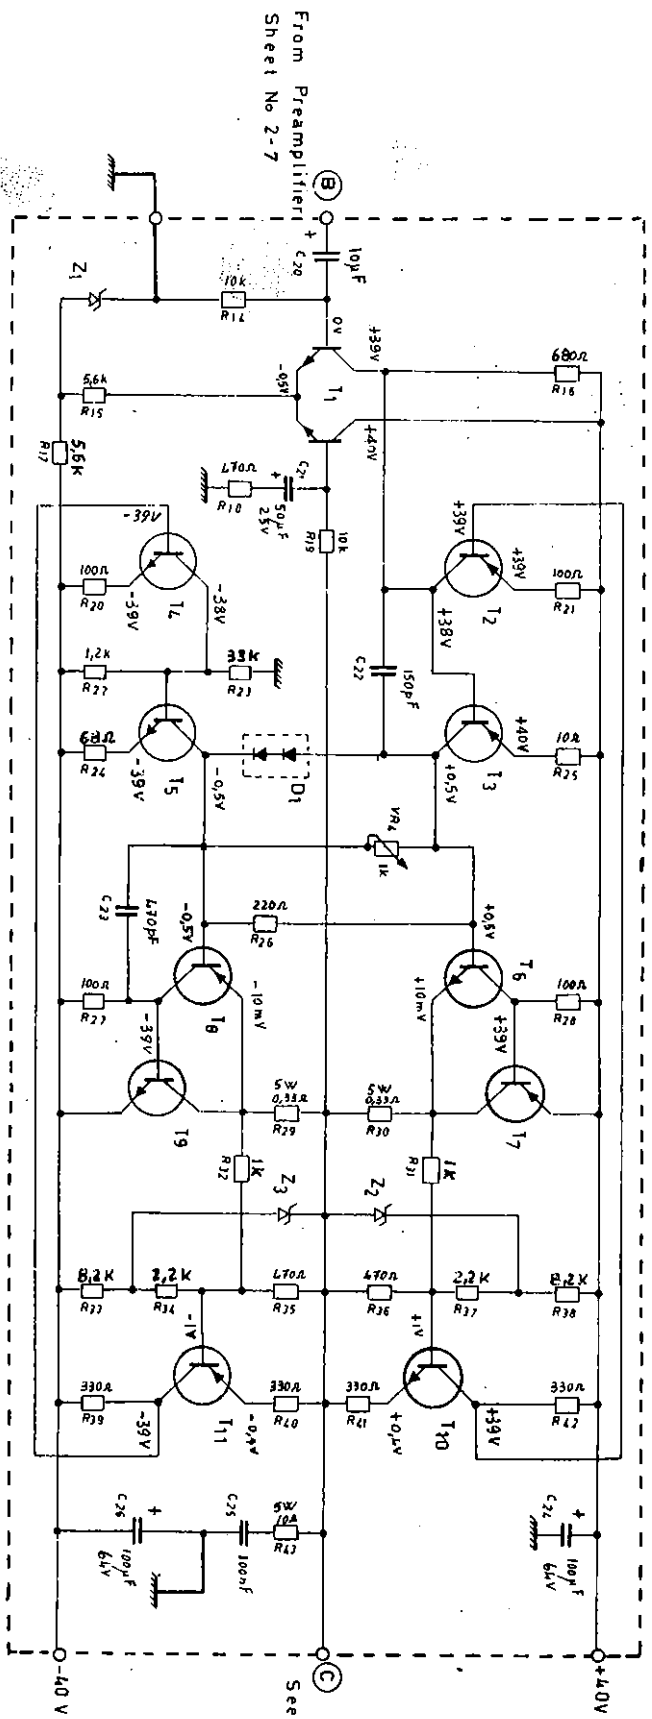 From Preamplifier
Sheet No 2-7
B
+
10µF
C20
10k
R14
Z1
0V
+39V
-0,5V
T1
+40V
680Ω
R16
5,6k
R15
5,6k
R17
470Ω
R18
+
50µF
25V
10k
R19
-39V
-39V
-38V
T4
100Ω
R20
+39V
+39V
+38V
T2
100Ω
R21
1,2k
R22
33k
R23
C22
150pF
68Ω
R24
-39V
T5
-0,5V
D1
+40V
T3
+0,5V
10Ω
R25
1k
C23
470pF
-0,5V
220Ω
R26
+0,5V
100Ω
R27
-39V
T8
-10mV
+10mV
T6
+39V
100Ω
R28
T9
5W
0,33Ω
R29
5W
0,33Ω
R30
T7
1k
R32
1k
R31
Z3
Z2
8,2K
R33
2,2K
R34
470Ω
R35
470Ω
R36
2,2K
R37
8,2K
R38
-1V
+1V
330Ω
R39
-39V
T11
-0,4V
330Ω
R40
330Ω
R41
+0,4V
T10
+39V
330Ω
R42
C26
+
100µF
64V
C25
100nF
5W
10Ω
R43
C24
+
100µF
64V
-40V
C
See
+40V